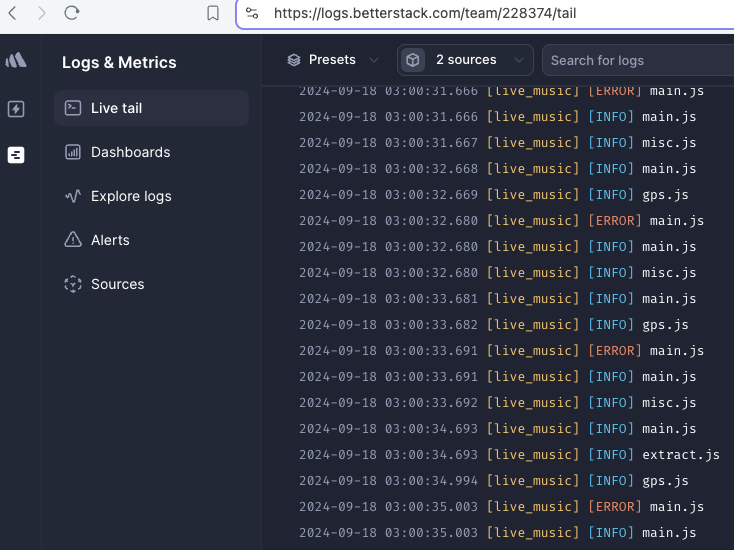 https://logs.betterstack.com/team/228374/tail
Logs & Metrics
Live tail
Dashboards
Explore logs
Alerts
Sources
Presets
2 sources
Search for logs
2024-09-18 03:00:31.666 [live_music] [ERROR] main.js
2024-09-18 03:00:31.666 [live_music] [INFO] main.js
2024-09-18 03:00:31.667 [live_music] [INFO] misc.js
2024-09-18 03:00:32.668 [live_music] [INFO] main.js
2024-09-18 03:00:32.669 [live_music] [INFO] gps.js
2024-09-18 03:00:32.680 [live_music] [ERROR] main.js
2024-09-18 03:00:32.680 [live_music] [INFO] main.js
2024-09-18 03:00:32.680 [live_music] [INFO] misc.js
2024-09-18 03:00:33.681 [live_music] [INFO] main.js
2024-09-18 03:00:33.682 [live_music] [INFO] gps.js
2024-09-18 03:00:33.691 [live_music] [ERROR] main.js
2024-09-18 03:00:33.691 [live_music] [INFO] main.js
2024-09-18 03:00:33.692 [live_music] [INFO] misc.js
2024-09-18 03:00:34.693 [live_music] [INFO] main.js
2024-09-18 03:00:34.693 [live_music] [INFO] extract.js
2024-09-18 03:00:34.994 [live_music] [INFO] gps.js
2024-09-18 03:00:35.003 [live_music] [ERROR] main.js
2024-09-18 03:00:35.003 [live_music] [INFO] main.js